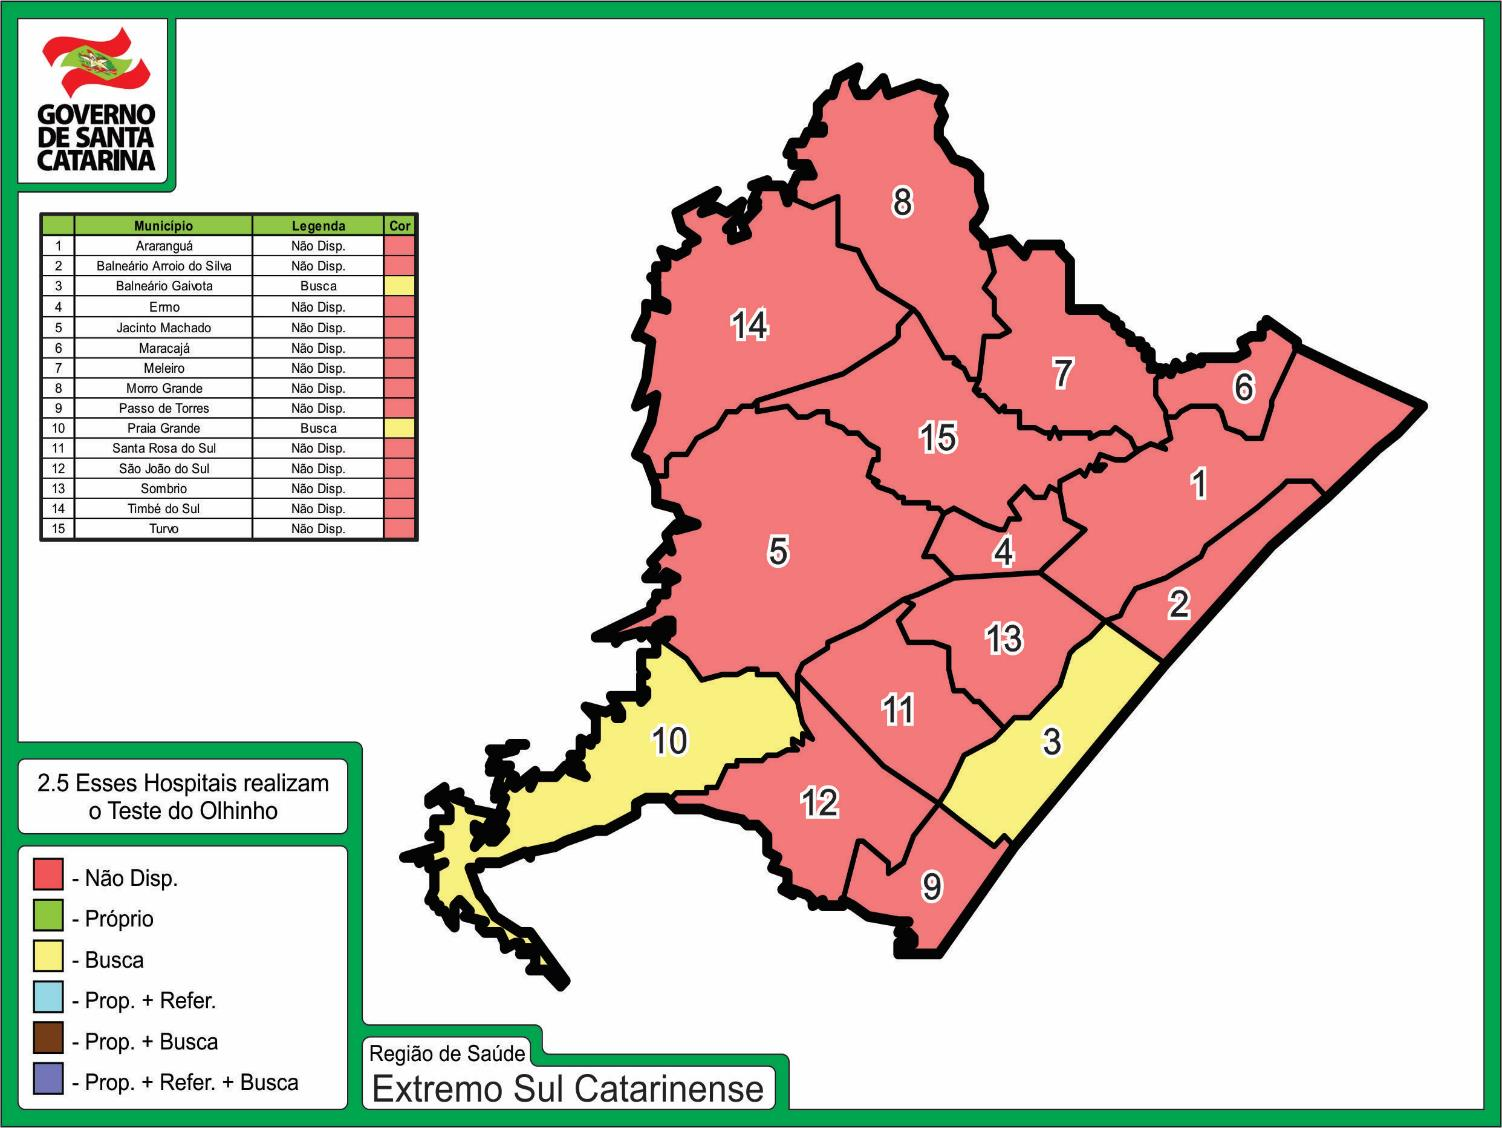 GOVERNO
DE SANTA
CATARINA
Município Legenda Cor
1 Araranguá Não Disp.
2 Balneário Arroio do Silva Não Disp.
3 Balneário Gaivota Busca
4 Ermo Não Disp.
5 Jacinto Machado Não Disp.
6 Maracajá Não Disp.
7 Meleiro Não Disp.
8 Morro Grande Não Disp.
9 Passo de Torres Não Disp.
10 Praia Grande Busca
11 Santa Rosa do Sul Não Disp.
12 São João do Sul Não Disp.
13 Sombrio Não Disp.
14 Timbé do Sul Não Disp.
15 Turvo Não Disp.
8
14
7
6
15
1
5
4
2
13
11
10
3
12
9
2.5 Esses Hospitais realizam
o Teste do Olhinho
- Não Disp.
- Próprio
- Busca
- Prop. + Refer.
- Prop. + Busca
- Prop. + Refer. + Busca
Região de Saúde
Extremo Sul Catarinense